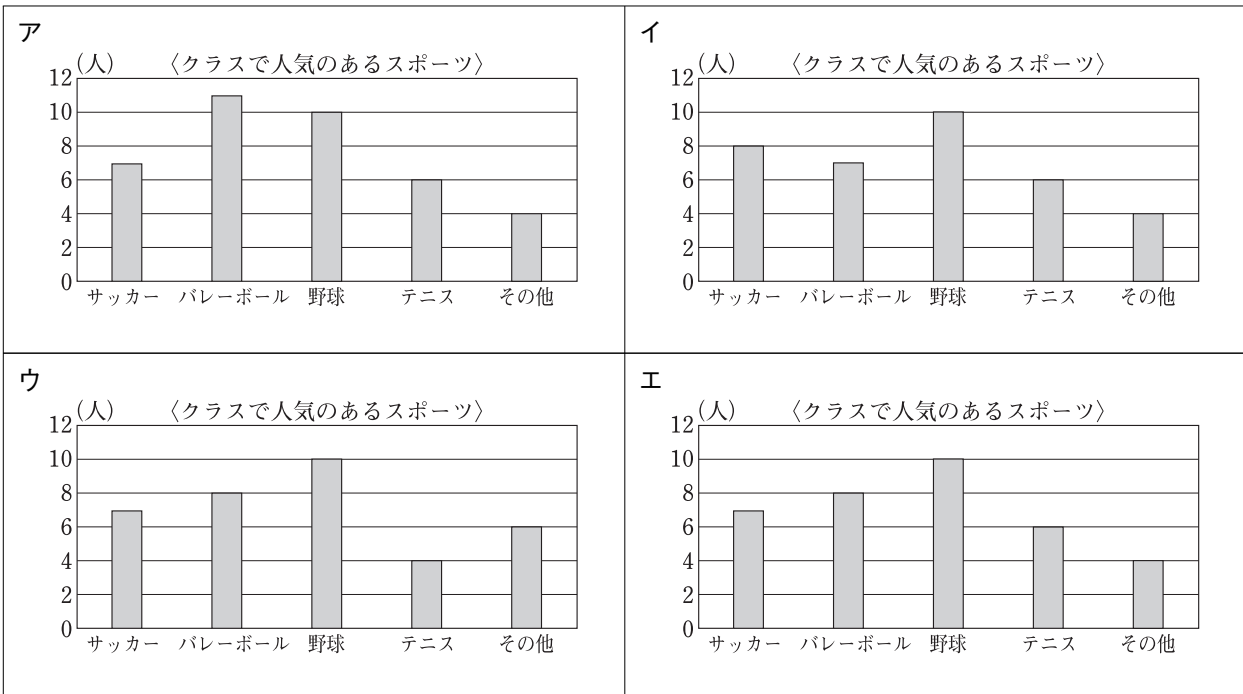 ア
(人) 〈クラスで人気のあるスポーツ〉
12
10
8
6
4
2
0
サッカー バレーボール 野球 テニス その他
イ
(人) 〈クラスで人気のあるスポーツ〉
12
10
8
6
4
2
0
サッカー バレーボール 野球 テニス その他
ウ
(人) 〈クラスで人気のあるスポーツ〉
12
10
8
6
4
2
0
サッカー バレーボール 野球 テニス その他
エ
(人) 〈クラスで人気のあるスポーツ〉
12
10
8
6
4
2
0
サッカー バレーボール 野球 テニス その他